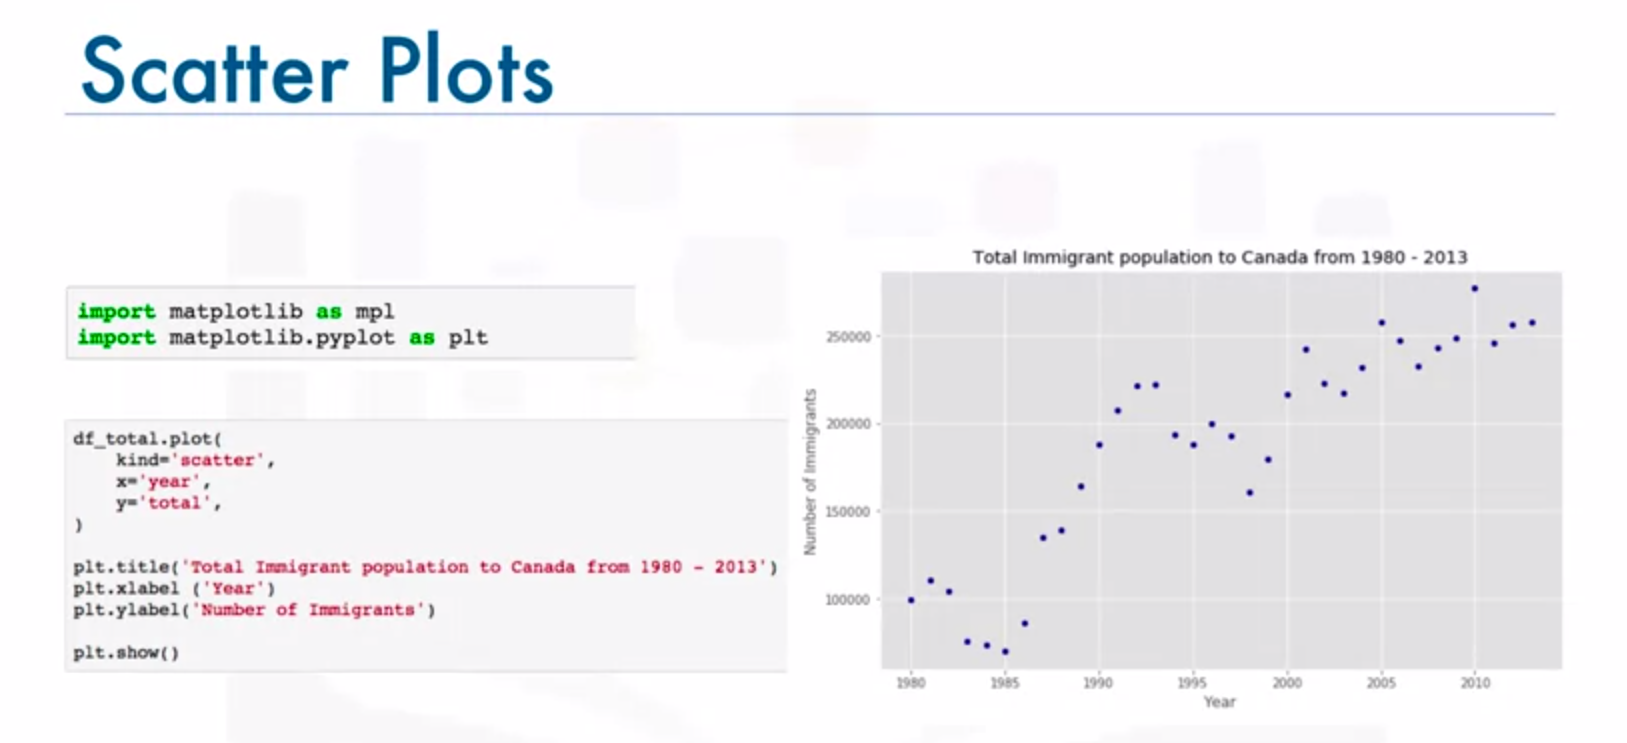 Scatter Plots
import matplotlib as mpl
import matplotlib.pyplot as plt
df_total.plot(
    kind='scatter',
    x='year',
    y='total',
)
plt.title('Total Immigrant population to Canada from 1980 - 2013')
plt.xlabel ('Year')
plt.ylabel('Number of Immigrants')
plt.show()
Total Immigrant population to Canada from 1980 - 2013
Number of Immigrants
250000
200000
150000
100000
1980 1985 1990 1995 2000 2005 2010
Year